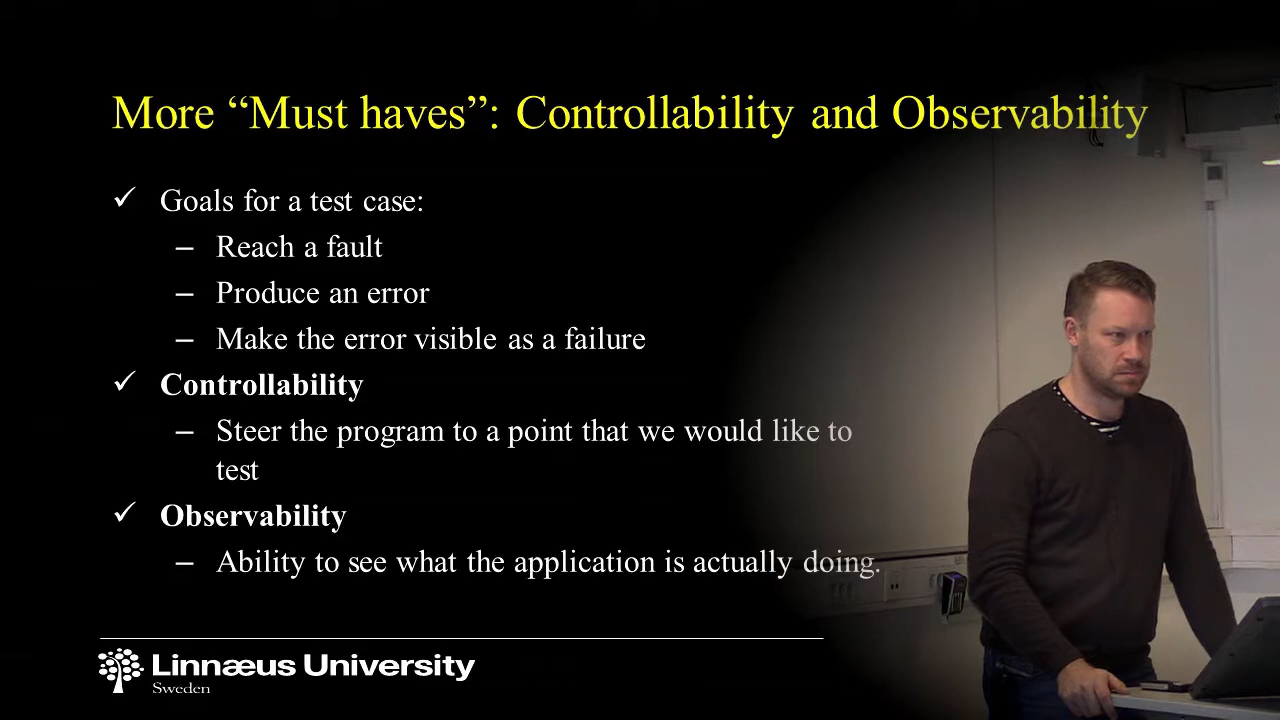 More “Must haves”: Controllability and Observability
✓ Goals for a test case:
– Reach a fault
– Produce an error
– Make the error visible as a failure
✓ Controllability
– Steer the program to a point that we would like to
test
✓ Observability
– Ability to see what the application is actually doing.
Linnæus University
Sweden